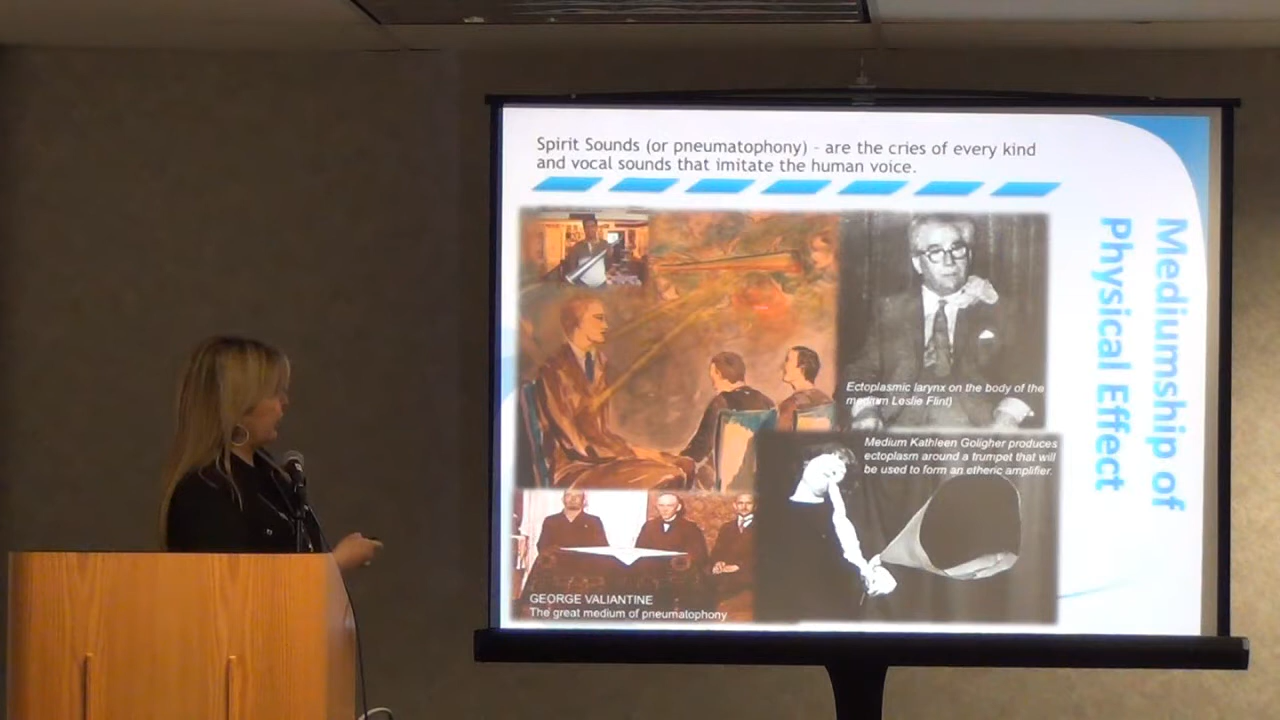 Spirit Sounds (or pneumatophony) - are the cries of every kind
and vocal sounds that imitate the human voice.
Mediumship of
Physical Effect
Ectoplasmic larynx on the body of the
medium Leslie Flint)
Medium Kathleen Goligher produces
ectoplasm around a trumpet that will
be used to form an etheric amplifier.
GEORGE VALIANTINE
The great medium of pneumatophony